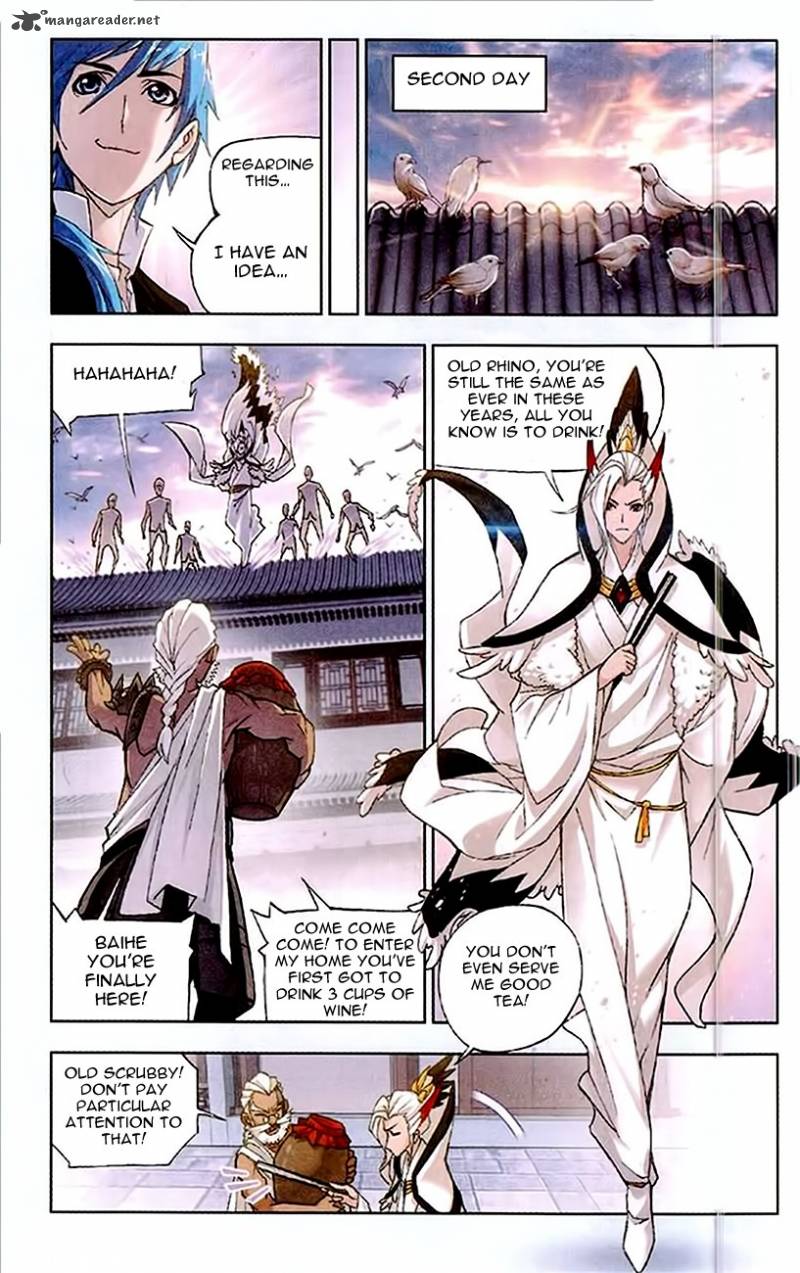 mangareader.net
REGARDING
THIS...
I HAVE AN
IDEA...
SECOND DAY
HAHAHAHA!
BAIHE
YOU'RE
FINALLY
HERE!
COME COME
COME! TO ENTER
MY HOME YOU'VE
FIRST GOT TO
DRINK 3 CUPS OF
WINE!
OLD RHINO, YOU'RE
STILL THE SAME AS
EVER IN THESE
YEARS, ALL YOU
KNOW IS TO DRINK!
YOU DON'T
EVEN SERVE
ME GOOD
TEA!
OLD SCRUBBY!
DON'T PAY
PARTICULAR
ATTENTION TO
THAT!